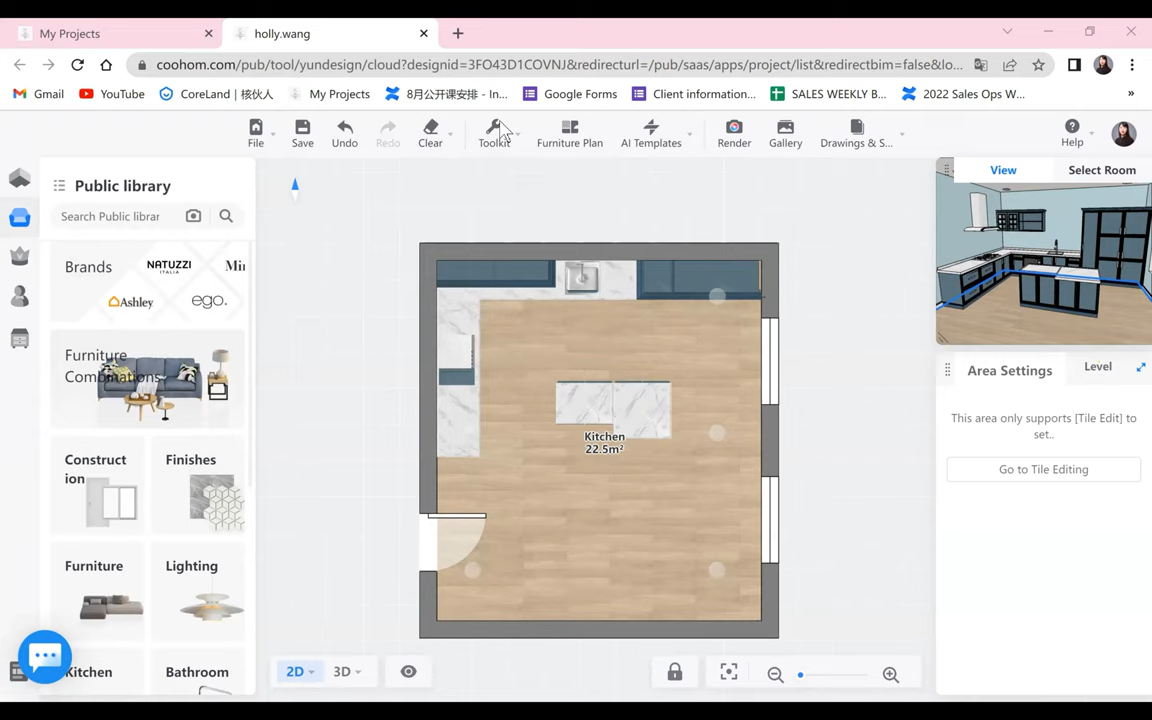 My Projects
holly.wang
coohom.com/pub/tool/yundesign/cloud?designid=3FO43D1COVNJ&redirecturl=/pub/saas/apps/project/list&redirectbim=false&lo...
Gmail YouTube CoreLand | 核伙人 My Projects 8月公开课安排 - In... Google Forms Client information... SALES WEEKLY B... 2022 Sales Ops W... »
File Save Undo Redo Clear Toolkit Furniture Plan AI Templates Render Gallery Drawings & S... Help
Public library
Search Public librar
Brands
NATUZZI
ITALIA
Ashley
ego.
Furniture
Combinations
Construct
ion
Finishes
Furniture
Lighting
Kitchen
Bathroom
Kitchen
22.5m²
2D
3D
View
Select Room
Area Settings
Level
This area only supports [Tile Edit] to
set..
Go to Tile Editing